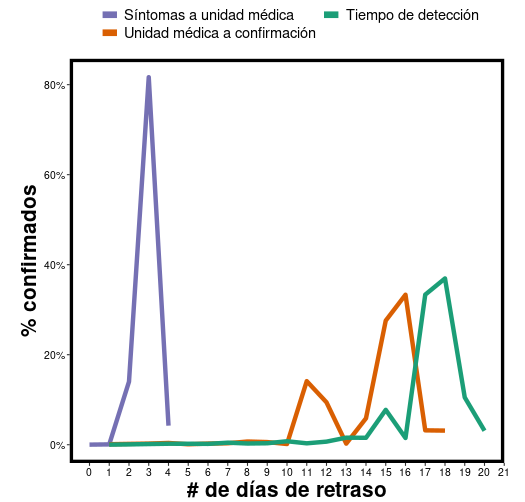 Síntomas a unidad médica Tiempo de detección
Unidad médica a confirmación
80%
60%
40%
20%
0%
% confirmados
0 1 2 3 4 5 6 7 8 9 10 11 12 13 14 15 16 17 18 19 20 21
# de días de retraso